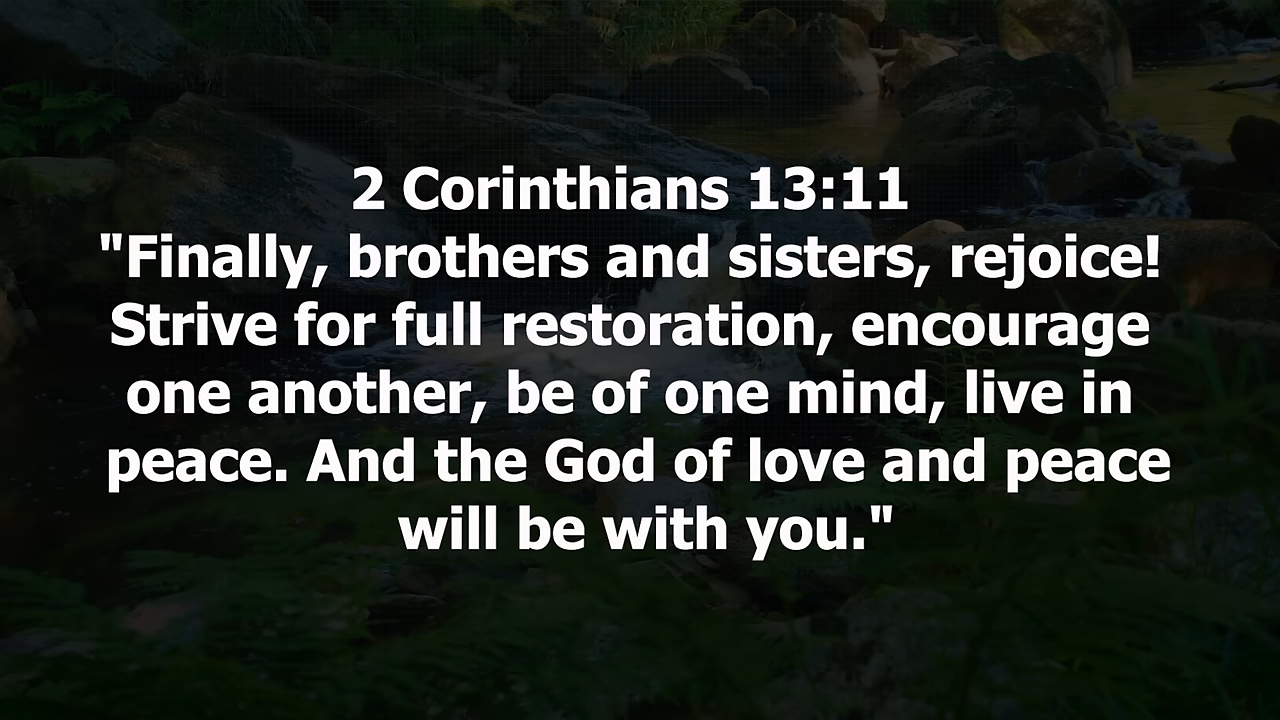 2 Corinthians 13:11
"Finally, brothers and sisters, rejoice!
Strive for full restoration, encourage
one another, be of one mind, live in
peace. And the God of love and peace
will be with you."